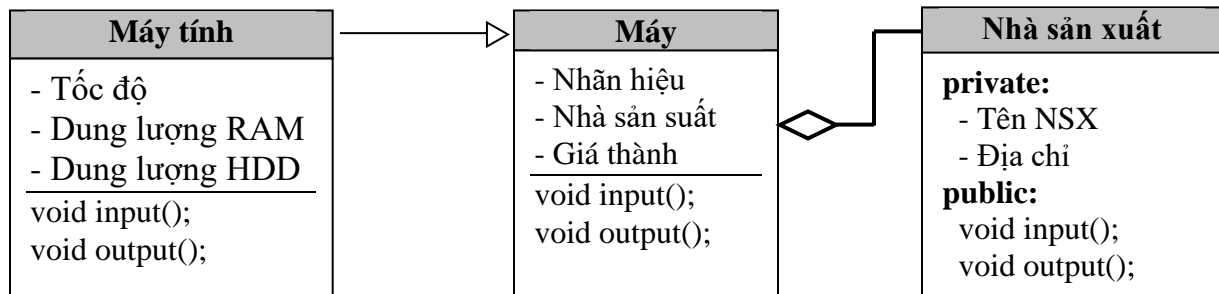 Máy tính
- Tốc độ
- Dung lượng RAM
- Dung lượng HDD
void input();
void output();
Máy
- Nhãn hiệu
- Nhà sản suất
- Giá thành
void input();
void output();
Nhà sản xuất
private:
- Tên NSX
- Địa chỉ
public:
void input();
void output();